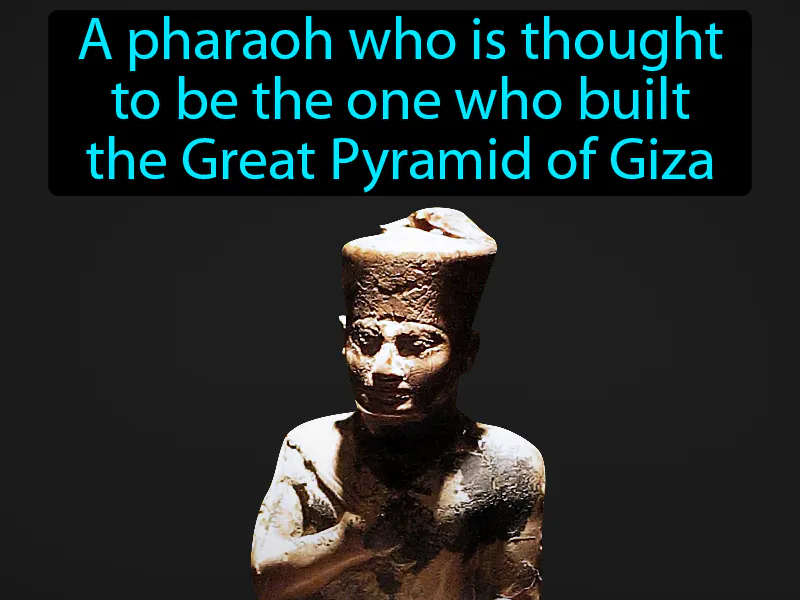 A pharaoh who is thought
to be the one who built
the Great Pyramid of Giza